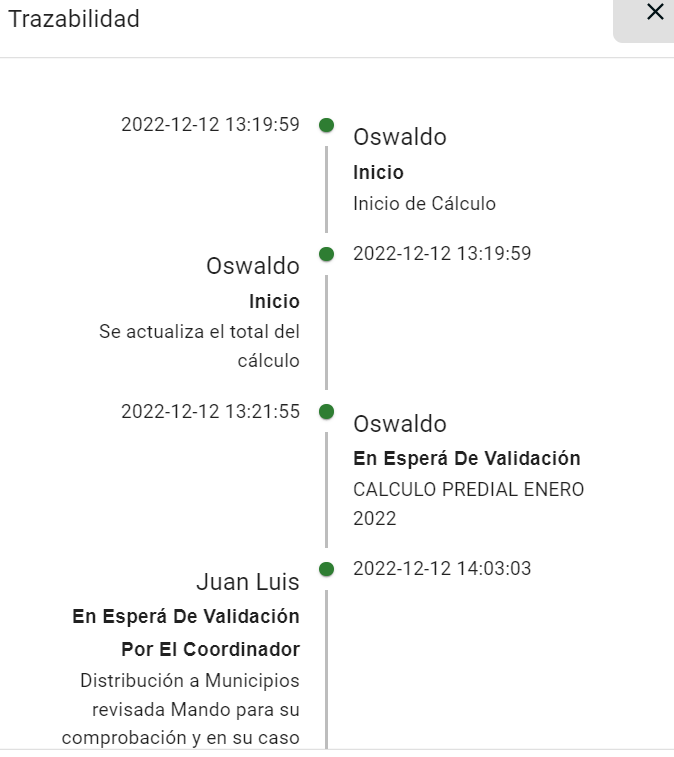 Trazabilidad
2022-12-12 13:19:59
Oswaldo
Inicio
Inicio de Cálculo
2022-12-12 13:19:59
Oswaldo
Inicio
Se actualiza el total del
cálculo
2022-12-12 13:21:55
Oswaldo
En Esperá De Validación
CALCULO PREDIAL ENERO
2022
2022-12-12 14:03:03
Juan Luis
En Esperá De Validación
Por El Coordinador
Distribución a Municipios
revisada Mando para su
comprobación y en su caso